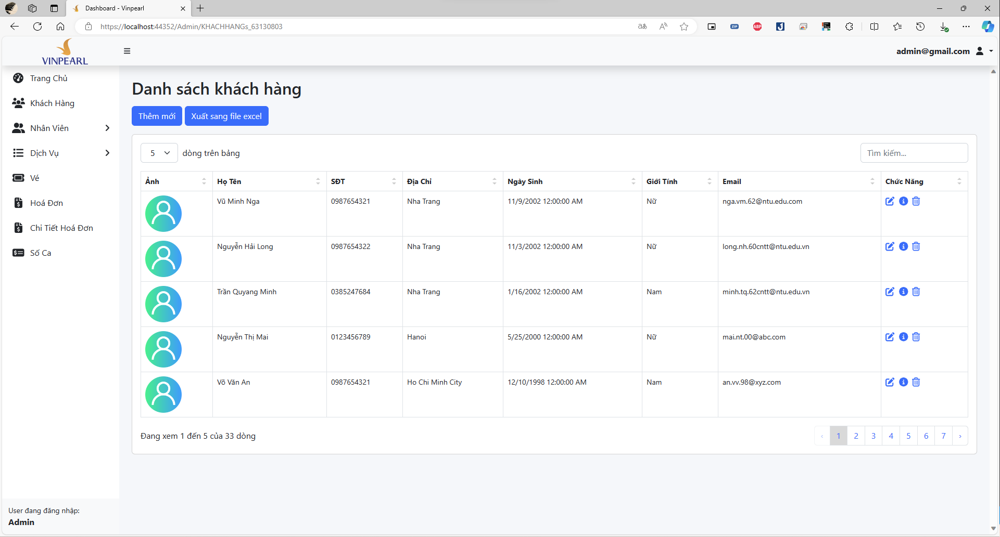 Dashboard - Vinpearl
https://localhost:44352/Admin/KHACHHANGs_63130803
aあ
A
ZIP
ABP
VINPEARL
admin@gmail.com
Trang Chủ
Khách Hàng
Nhân Viên
Dịch Vụ
Vé
Hoá Đơn
Chi Tiết Hoá Đơn
Số Ca
User đang đăng nhập:
Admin
Danh sách khách hàng
Thêm mới Xuất sang file excel
5 dòng trên bảng Tìm kiếm...
Ảnh Họ Tên SĐT Địa Chỉ Ngày Sinh Giới Tính Email Chức Năng
Vũ Minh Nga 0987654321 Nha Trang 11/9/2002 12:00:00 AM Nữ nga.vm.62@ntu.edu.com
Nguyễn Hải Long 0987654322 Nha Trang 11/3/2002 12:00:00 AM Nữ long.nh.60cntt@ntu.edu.vn
Trần Quyang Minh 0385247684 Nha Trang 1/16/2002 12:00:00 AM Nam minh.tq.62cntt@ntu.edu.vn
Nguyễn Thị Mai 0123456789 Hanoi 5/25/2000 12:00:00 AM Nữ mai.nt.00@abc.com
Võ Văn An 0987654321 Ho Chi Minh City 12/10/1998 12:00:00 AM Nam an.vv.98@xyz.com
Đang xem 1 đến 5 của 33 dòng ‹ 1 2 3 4 5 6 7 ›